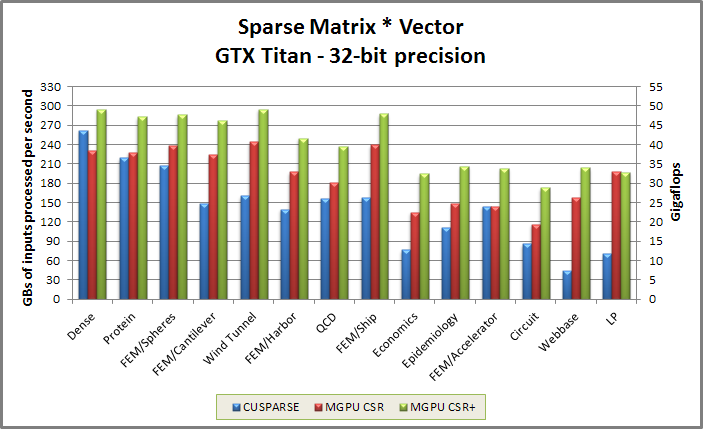 Sparse Matrix * Vector
GTX Titan - 32-bit precision
GBs of inputs processed per second
330
300
270
240
210
180
150
120
90
60
30
0
55
50
45
40
35
30
25
20
15
10
5
0
Gigaflops
Dense
Protein
FEM/Spheres
FEM/Cantilever
Wind Tunnel
FEM/Harbor
QCD
FEM/Ship
Economics
Epidemiology
FEM/Accelerator
Circuit
Webbase
LP
CUSPARSE
MGPU CSR
MGPU CSR+